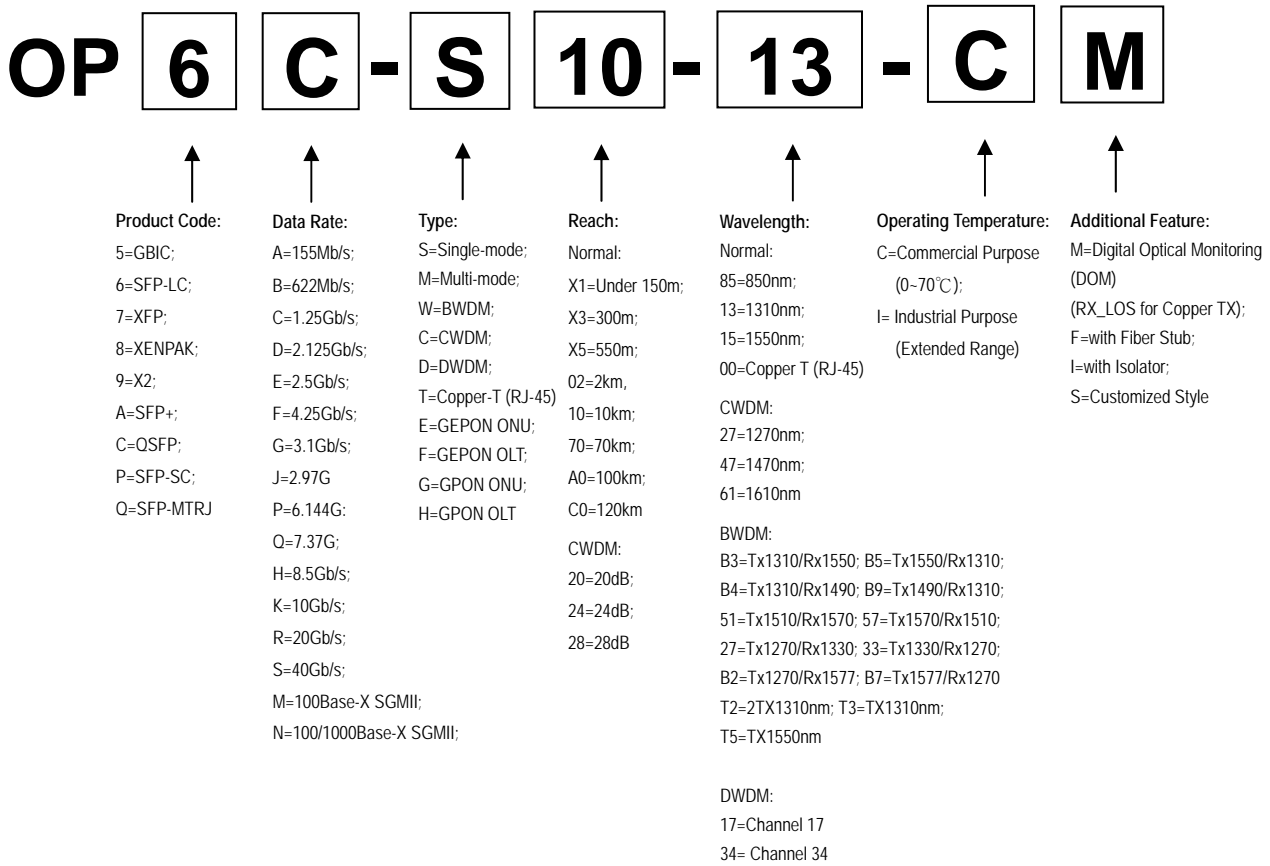 OP 6 C - S 10 - 13 - C M
Product Code:
5=GBIC;
6=SFP-LC;
7=XFP;
8=XENPAK;
9=X2;
A=SFP+;
C=QSFP;
P=SFP-SC;
Q=SFP-MTRJ
Data Rate:
A=155Mb/s;
B=622Mb/s;
C=1.25Gb/s;
D=2.125Gb/s;
E=2.5Gb/s;
F=4.25Gb/s;
G=3.1Gb/s;
J=2.97G
P=6.144G:
Q=7.37G;
H=8.5Gb/s;
K=10Gb/s;
R=20Gb/s;
S=40Gb/s;
M=100Base-X SGMII;
N=100/1000Base-X SGMII;
Type:
S=Single-mode;
M=Multi-mode;
W=BWDM;
C=CWDM;
D=DWDM;
T=Copper-T (RJ-45)
E=GEPON ONU;
F=GEPON OLT;
G=GPON ONU;
H=GPON OLT
Reach:
Normal:
X1=Under 150m;
X3=300m;
X5=550m;
02=2km,
10=10km;
70=70km;
A0=100km;
C0=120km
CWDM:
20=20dB;
24=24dB;
28=28dB
Wavelength:
Normal:
85=850nm;
13=1310nm;
15=1550nm;
00=Copper T (RJ-45)
CWDM:
27=1270nm;
47=1470nm;
61=1610nm
BWDM:
B3=Tx1310/Rx1550; B5=Tx1550/Rx1310;
B4=Tx1310/Rx1490; B9=Tx1490/Rx1310;
51=Tx1510/Rx1570; 57=Tx1570/Rx1510;
27=Tx1270/Rx1330; 33=Tx1330/Rx1270;
B2=Tx1270/Rx1577; B7=Tx1577/Rx1270
T2=2TX1310nm; T3=TX1310nm;
T5=TX1550nm
DWDM:
17=Channel 17
34= Channel 34
Operating Temperature:
C=Commercial Purpose
(0~70℃);
I= Industrial Purpose
(Extended Range)
Additional Feature:
M=Digital Optical Monitoring
(DOM)
(RX_LOS for Copper TX);
F=with Fiber Stub;
I=with Isolator;
S=Customized Style